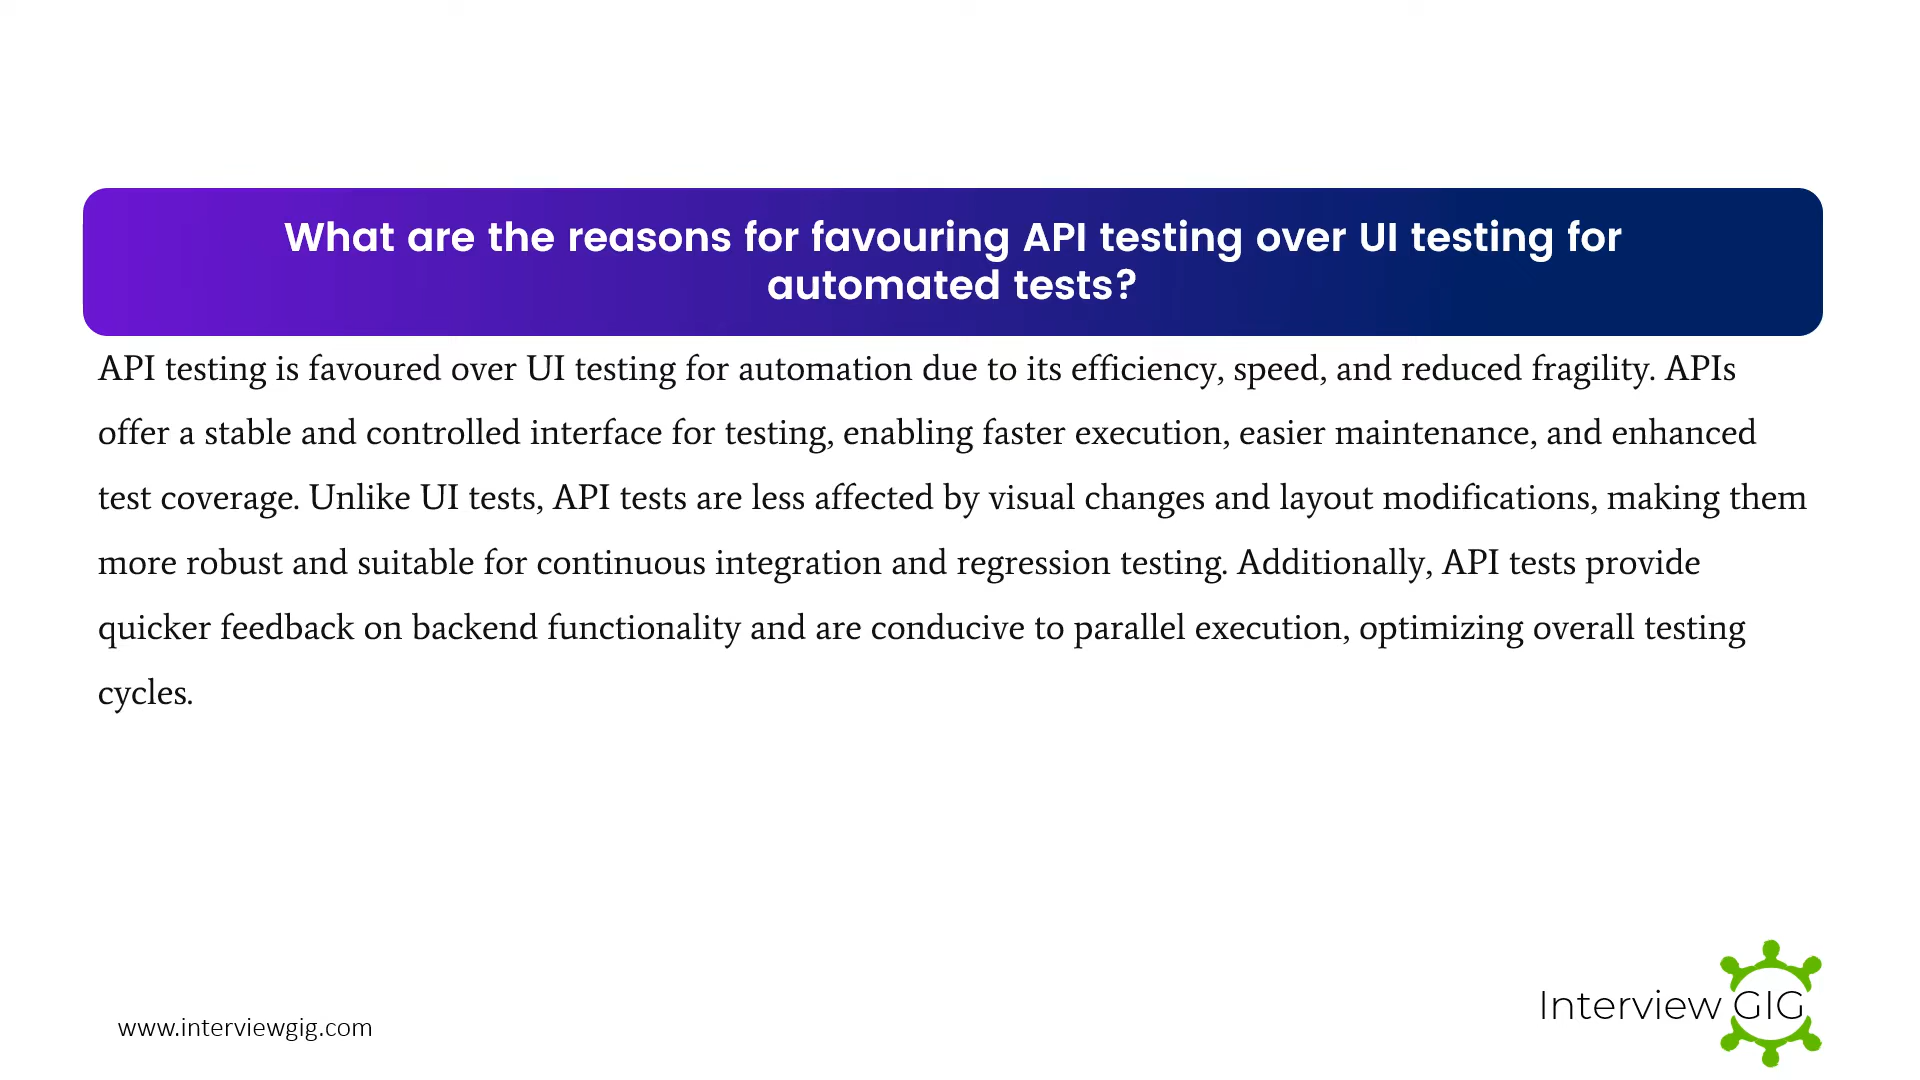 What are the reasons for favouring API testing over UI testing for
automated tests?
API testing is favoured over UI testing for automation due to its efficiency, speed, and reduced fragility. APIs
offer a stable and controlled interface for testing, enabling faster execution, easier maintenance, and enhanced
test coverage. Unlike UI tests, API tests are less affected by visual changes and layout modifications, making them
more robust and suitable for continuous integration and regression testing. Additionally, API tests provide
quicker feedback on backend functionality and are conducive to parallel execution, optimizing overall testing
cycles.
www.interviewgig.com
Interview GIG